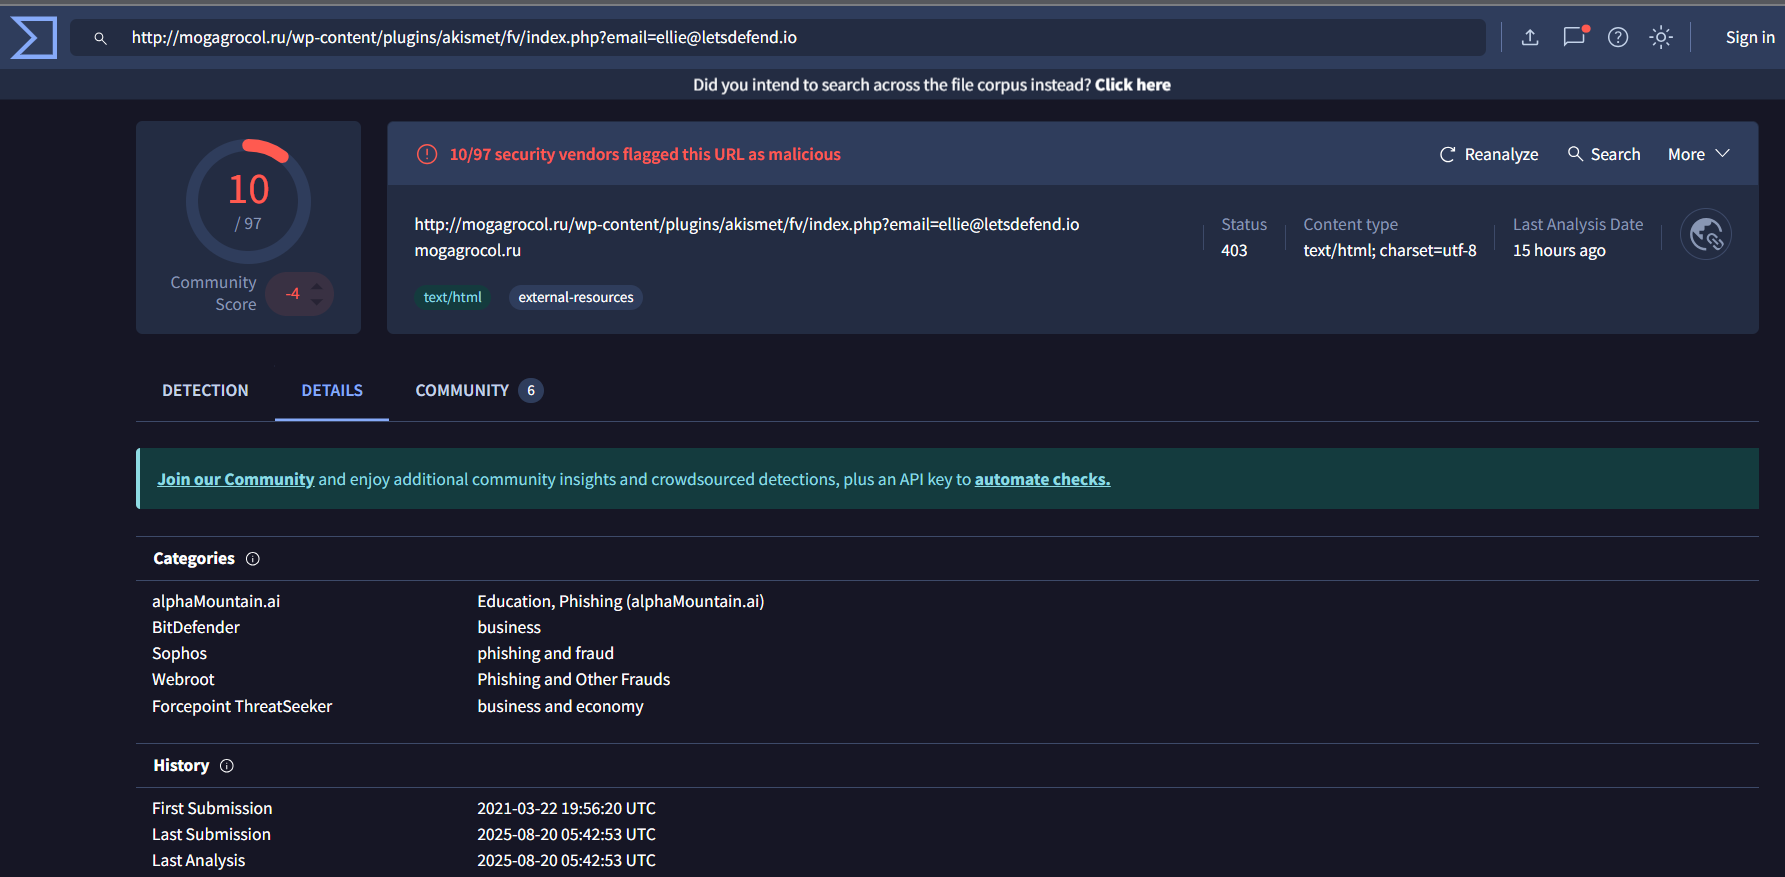 http://mogagrocol.ru/wp-content/plugins/akismet/fv/index.php?email=ellie@letsdefend.io
Sign in
Did you intend to search across the file corpus instead? Click here
10
/ 97
Community
Score
-4
10/97 security vendors flagged this URL as malicious
Reanalyze
Search
More
http://mogagrocol.ru/wp-content/plugins/akismet/fv/index.php?email=ellie@letsdefend.io
mogagrocol.ru
text/html
external-resources
Status
403
Content type
text/html; charset=utf-8
Last Analysis Date
15 hours ago
DETECTION
DETAILS
COMMUNITY 6
Join our Community and enjoy additional community insights and crowdsourced detections, plus an API key to automate checks.
Categories
alphaMountain.ai Education, Phishing (alphaMountain.ai)
BitDefender business
Sophos phishing and fraud
Webroot Phishing and Other Frauds
Forcepoint ThreatSeeker business and economy
History
First Submission 2021-03-22 19:56:20 UTC
Last Submission 2025-08-20 05:42:53 UTC
Last Analysis 2025-08-20 05:42:53 UTC